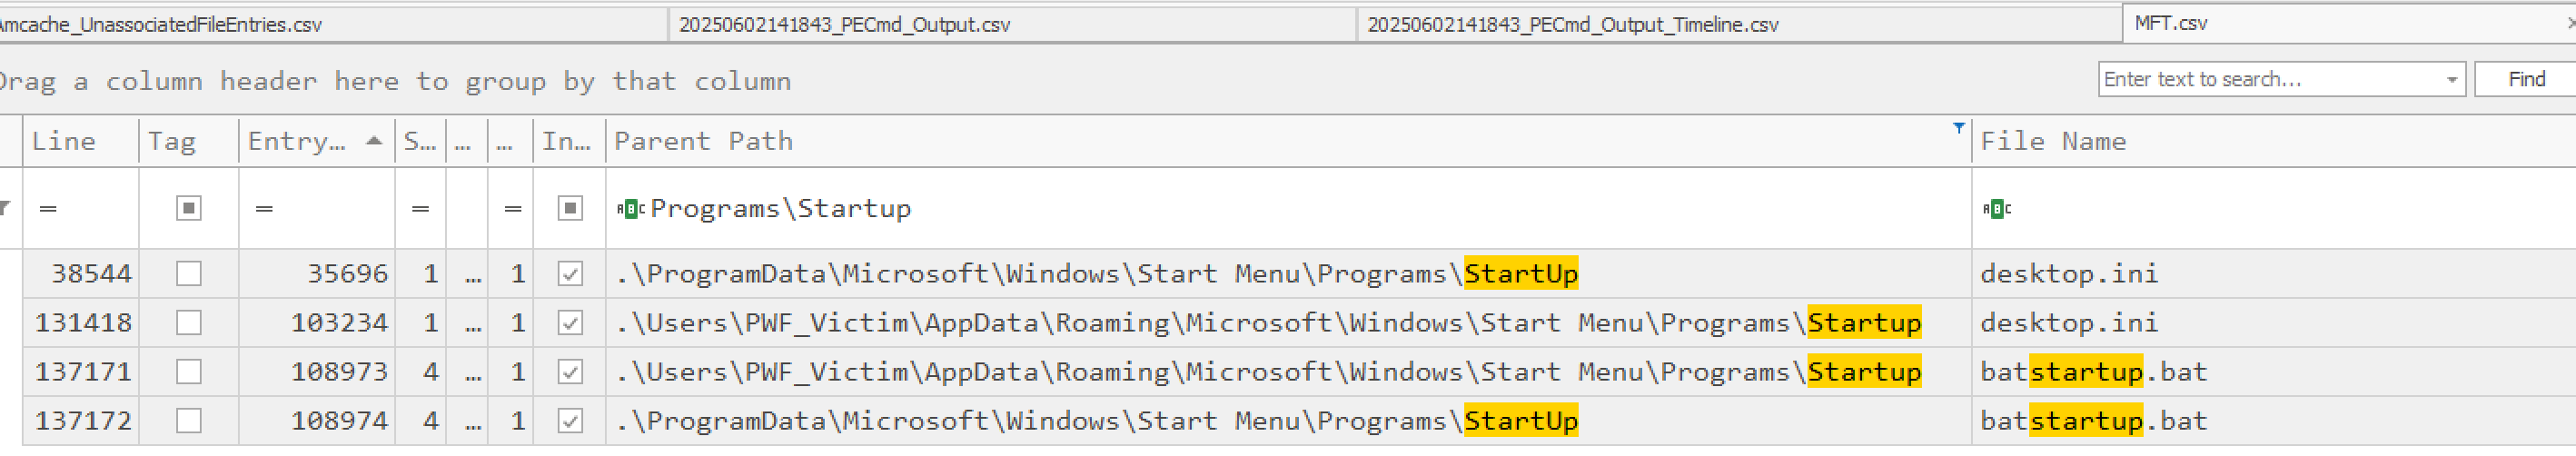 Amcache_UnassociatedFileEntries.csv 20250602141843_PECmd_Output.csv 20250602141843_PECmd_Output_Timeline.csv MFT.csv
Drag a column header here to group by that column Enter text to search... Find
Line Tag Entry... S... ... ... In... Parent Path File Name
= = = = Programs\Startup
38544 35696 1 ... 1 .\ProgramData\Microsoft\Windows\Start Menu\Programs\StartUp desktop.ini
131418 103234 1 ... 1 .\Users\PWF_Victim\AppData\Roaming\Microsoft\Windows\Start Menu\Programs\Startup desktop.ini
137171 108973 4 ... 1 .\Users\PWF_Victim\AppData\Roaming\Microsoft\Windows\Start Menu\Programs\Startup batstartup.bat
137172 108974 4 ... 1 .\ProgramData\Microsoft\Windows\Start Menu\Programs\StartUp batstartup.bat